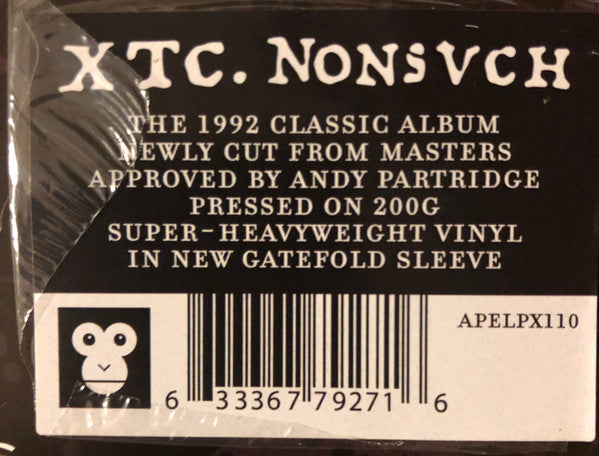 XTC. NONSVCH
THE 1992 CLASSIC ALBUM
NEWLY CUT FROM MASTERS
APPROVED BY ANDY PARTRIDGE
PRESSED ON 200G
SUPER-HEAVYWEIGHT VINYL
IN NEW GATEFOLD SLEEVE
APELPX110
6 33367 79271 6